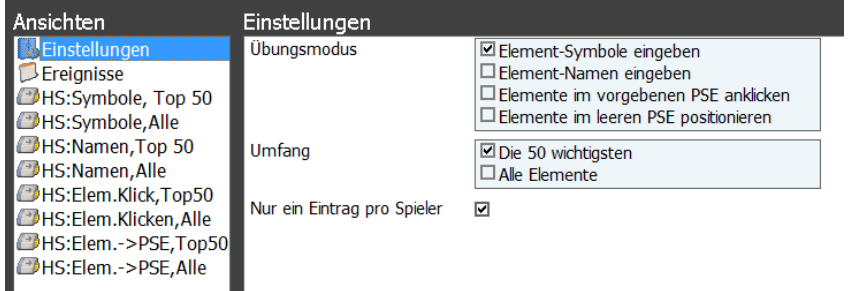 Ansichten
Einstellungen
Ereignisse
HS:Symbole, Top 50
HS:Symbole,Alle
HS:Namen,Top 50
HS:Namen,Alle
HS:Elem.Klick,Top50
HS:Elem.Klicken,Alle
HS:Elem.->PSE,Top50
HS:Elem.->PSE,Alle
Einstellungen
Übungsmodus
Element-Symbole eingeben
Element-Namen eingeben
Elemente im vorgebenen PSE anklicken
Elemente im leeren PSE positionieren
Umfang
Die 50 wichtigsten
Alle Elemente
Nur ein Eintrag pro Spieler